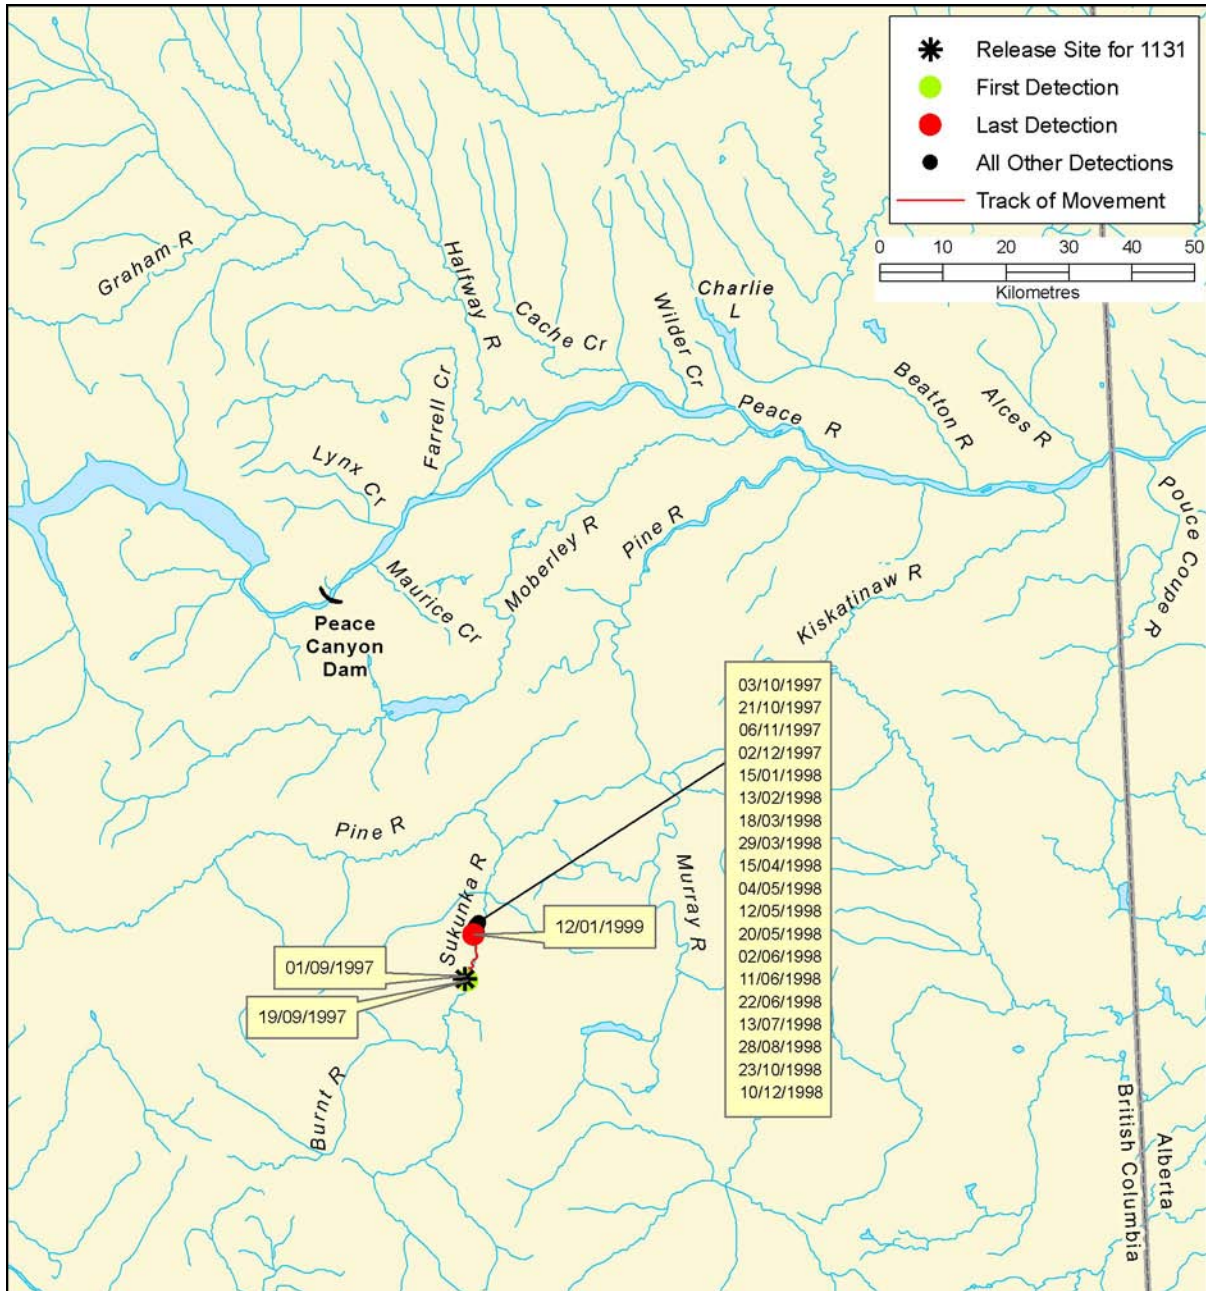 Release Site for 1131
First Detection
Last Detection
All Other Detections
Track of Movement
0 10 20 30 40 50
Kilometres
Graham R
Halfway R
Cache Cr
Wilder Cr
Charlie
L
Farrell Cr
Lynx Cr
Peace R
Beatton R
Alces R
Pouce Coupe R
Moberley R
Pine R
Maurice Cr
Kiskatinaw R
Peace
Canyon
Dam
03/10/1997
21/10/1997
06/11/1997
02/12/1997
15/01/1998
13/02/1998
18/03/1998
29/03/1998
15/04/1998
04/05/1998
12/05/1998
20/05/1998
02/06/1998
11/06/1998
22/06/1998
13/07/1998
28/08/1998
23/10/1998
10/12/1998
Pine R
Sukunka R
Murray R
12/01/1999
01/09/1997
19/09/1997
Burnt R
British Columbia
Alberta